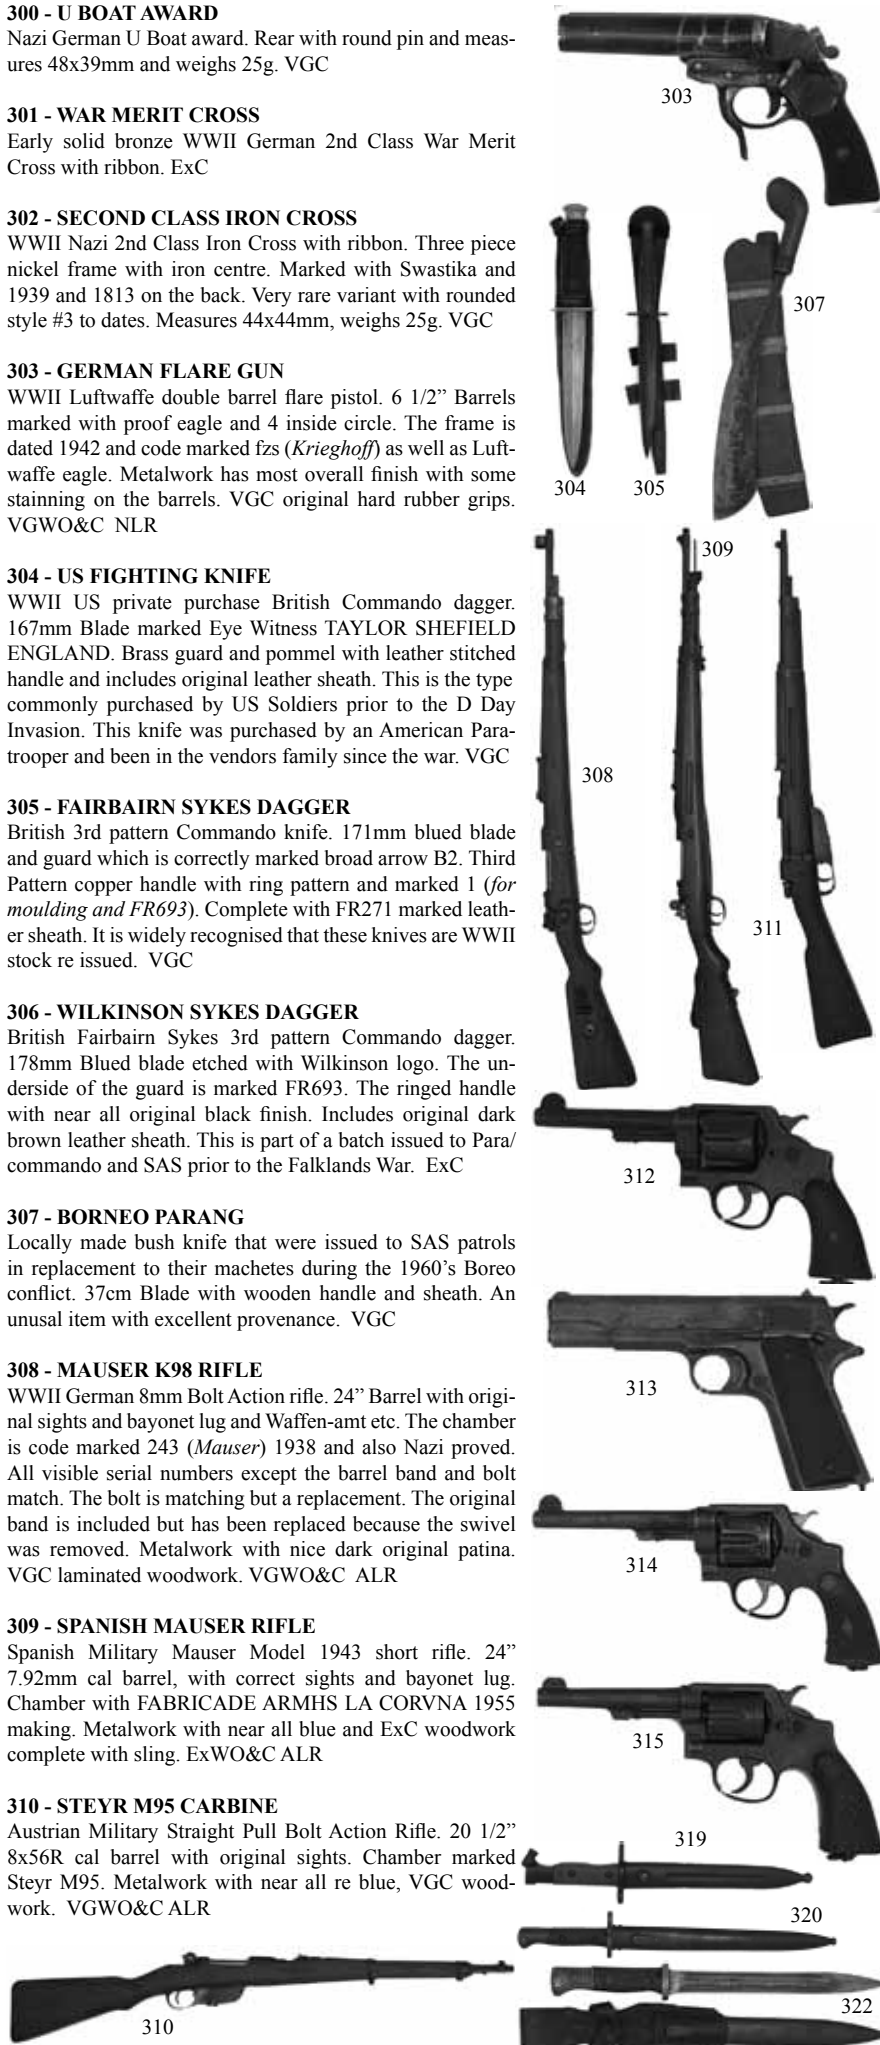 300 - U BOAT AWARD
Nazi German U Boat award. Rear with round pin and meas-
ures 48x39mm and weighs 25g. VGC
301 - WAR MERIT CROSS
Early solid bronze WWII German 2nd Class War Merit
Cross with ribbon. ExC
302 - SECOND CLASS IRON CROSS
WWII Nazi 2nd Class Iron Cross with ribbon. Three piece
nickel frame with iron centre. Marked with Swastika and
1939 and 1813 on the back. Very rare variant with rounded
style #3 to dates. Measures 44x44mm, weighs 25g. VGC
303 - GERMAN FLARE GUN
WWII Luftwaffe double barrel flare pistol. 6 1/2” Barrels
marked with proof eagle and 4 inside circle. The frame is
dated 1942 and code marked fzs (Krieghoff) as well as Luft-
waffe eagle. Metalwork has most overall finish with some
stainning on the barrels. VGC original hard rubber grips.
VGWO&C NLR
304 - US FIGHTING KNIFE
WWII US private purchase British Commando dagger.
167mm Blade marked Eye Witness TAYLOR SHEFIELD
ENGLAND. Brass guard and pommel with leather stitched
handle and includes original leather sheath. This is the type
commonly purchased by US Soldiers prior to the D Day
Invasion. This knife was purchased by an American Para-
trooper and been in the vendors family since the war. VGC
305 - FAIRBAIRN SYKES DAGGER
British 3rd pattern Commando knife. 171mm blued blade
and guard which is correctly marked broad arrow B2. Third
Pattern copper handle with ring pattern and marked 1 (for
moulding and FR693). Complete with FR271 marked leath-
er sheath. It is widely recognised that these knives are WWII
stock re issued. VGC
306 - WILKINSON SYKES DAGGER
British Fairbairn Sykes 3rd pattern Commando dagger.
178mm Blued blade etched with Wilkinson logo. The un-
derside of the guard is marked FR693. The ringed handle
with near all original black finish. Includes original dark
brown leather sheath. This is part of a batch issued to Para/
commando and SAS prior to the Falklands War. ExC
307 - BORNEO PARANG
Locally made bush knife that were issued to SAS patrols
in replacement to their machetes during the 1960’s Boreo
conflict. 37cm Blade with wooden handle and sheath. An
unusal item with excellent provenance. VGC
308 - MAUSER K98 RIFLE
WWII German 8mm Bolt Action rifle. 24” Barrel with origi-
nal sights and bayonet lug and Waffen-amt etc. The chamber
is code marked 243 (Mauser) 1938 and also Nazi proved.
All visible serial numbers except the barrel band and bolt
match. The bolt is matching but a replacement. The original
band is included but has been replaced because the swivel
was removed. Metalwork with nice dark original patina.
VGC laminated woodwork. VGWO&C ALR
309 - SPANISH MAUSER RIFLE
Spanish Military Mauser Model 1943 short rifle. 24”
7.92mm cal barrel, with correct sights and bayonet lug.
Chamber with FABRICADE ARMHS LA CORVNA 1955
making. Metalwork with near all blue and ExC woodwork
complete with sling. ExWO&C ALR
310 - STEYR M95 CARBINE
Austrian Military Straight Pull Bolt Action Rifle. 20 1/2”
8x56R cal barrel with original sights. Chamber marked
Steyr M95. Metalwork with near all re blue, VGC wood-
work. VGWO&C ALR
310
303
307
304
305
309
308
311
312
313
314
315
319
320
322